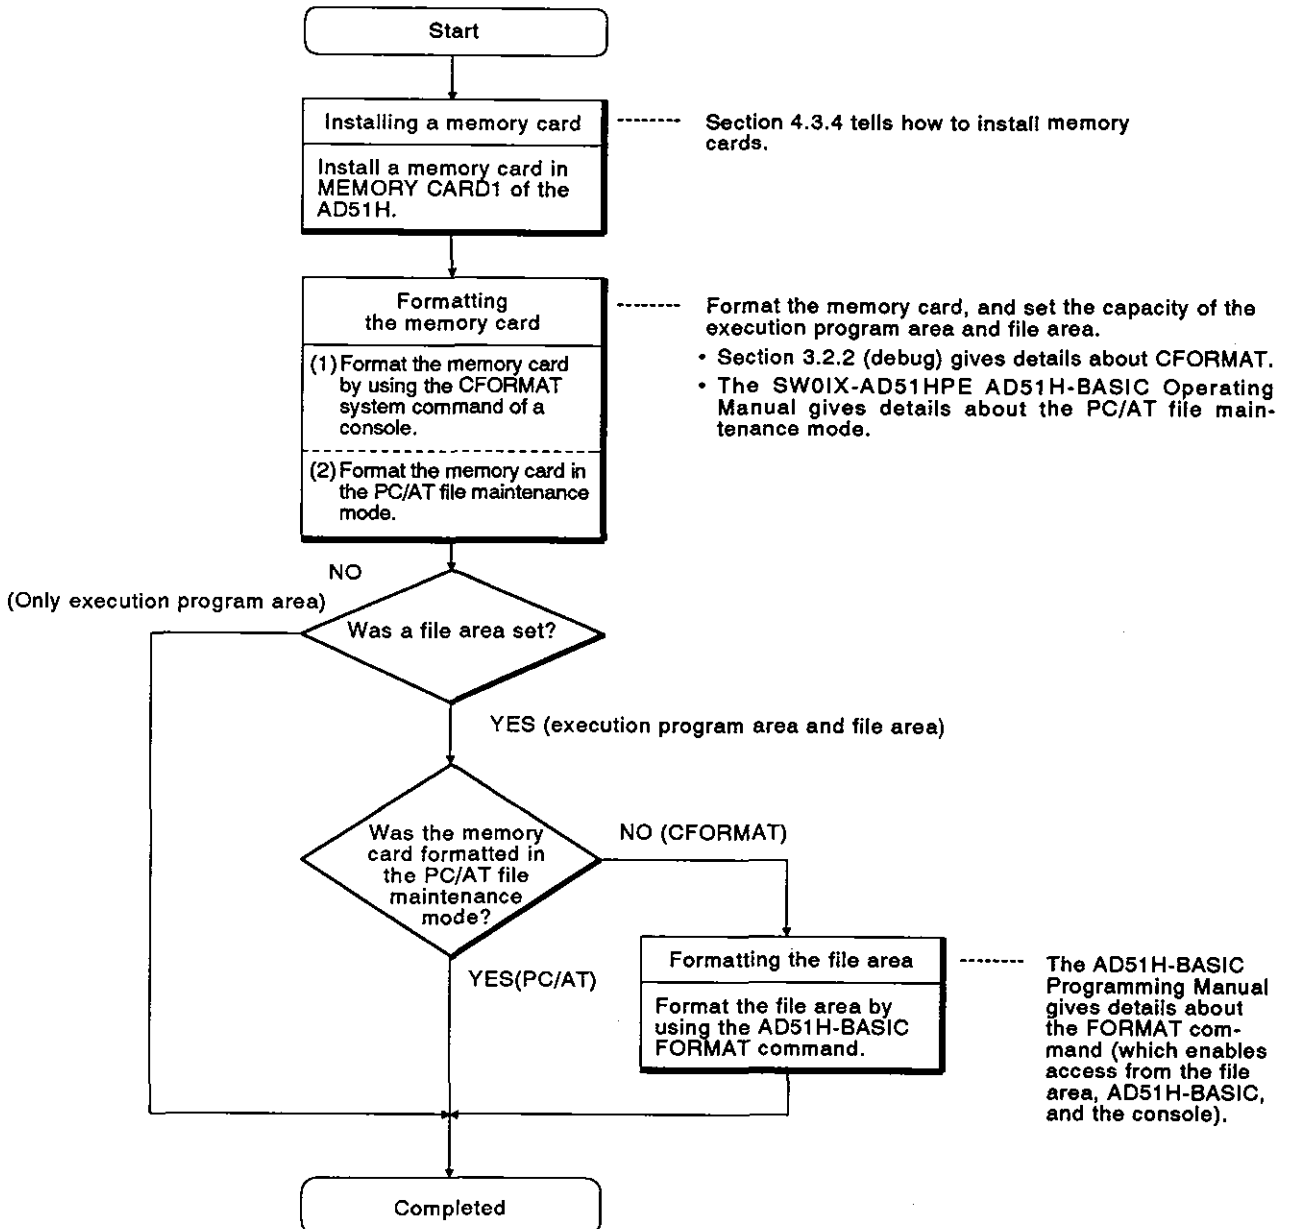 Start
Installing a memory card
Install a memory card in
MEMORY CARD1 of the
AD51H.
Section 4.3.4 tells how to install memory
cards.
Formatting
the memory card
(1) Format the memory card
by using the CFORMAT
system command of a
console.
(2) Format the memory card in
the PC/AT file maintenance
mode.
Format the memory card, and set the capacity of the
execution program area and file area.
• Section 3.2.2 (debug) gives details about CFORMAT.
• The SW0IX-AD51HPE AD51H-BASIC Operating
Manual gives details about the PC/AT file main-
tenance mode.
NO
(Only execution program area)
Was a file area set?
YES (execution program area and file area)
Was the memory
card formatted in
the PC/AT file
maintenance
mode?
NO (CFORMAT)
YES(PC/AT)
Formatting the file area
Format the file area by
using the AD51H-BASIC
FORMAT command.
The AD51H-BASIC
Programming Manual
gives details about
the FORMAT com-
mand (which enables
access from the file
area, AD51H-BASIC,
and the console).
Completed